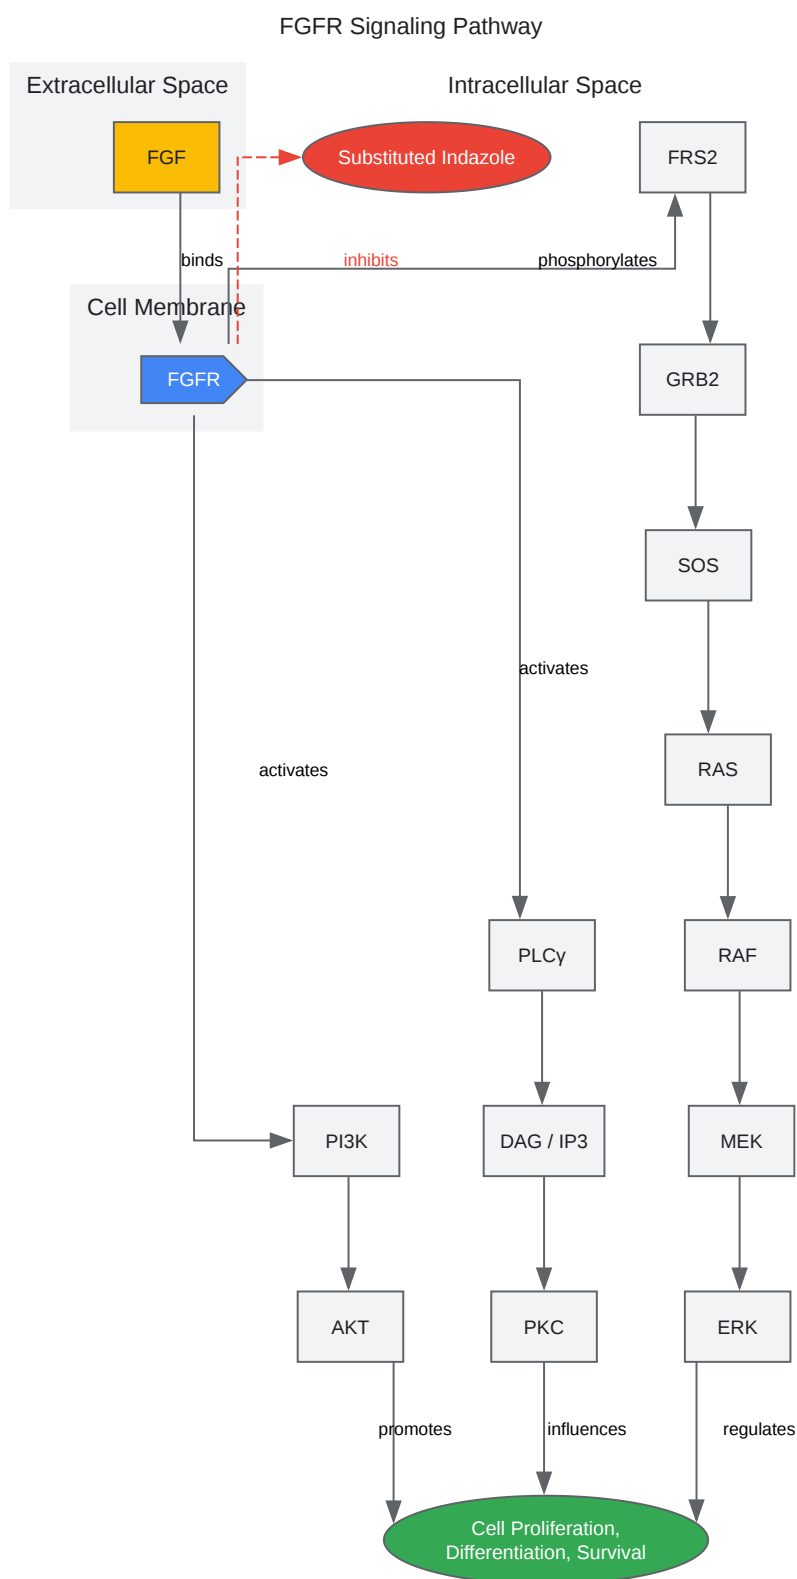 FGFR Signaling Pathway
Extracellular Space
Intracellular Space
FGF
Substituted Indazole
FRS2
binds
inhibits
phosphorylates
Cell Membrane
FGFR
GRB2
SOS
activates
activates
RAS
PLCγ
RAF
PI3K
DAG / IP3
MEK
AKT
PKC
ERK
promotes
influences
regulates
Cell Proliferation,
Differentiation, Survival